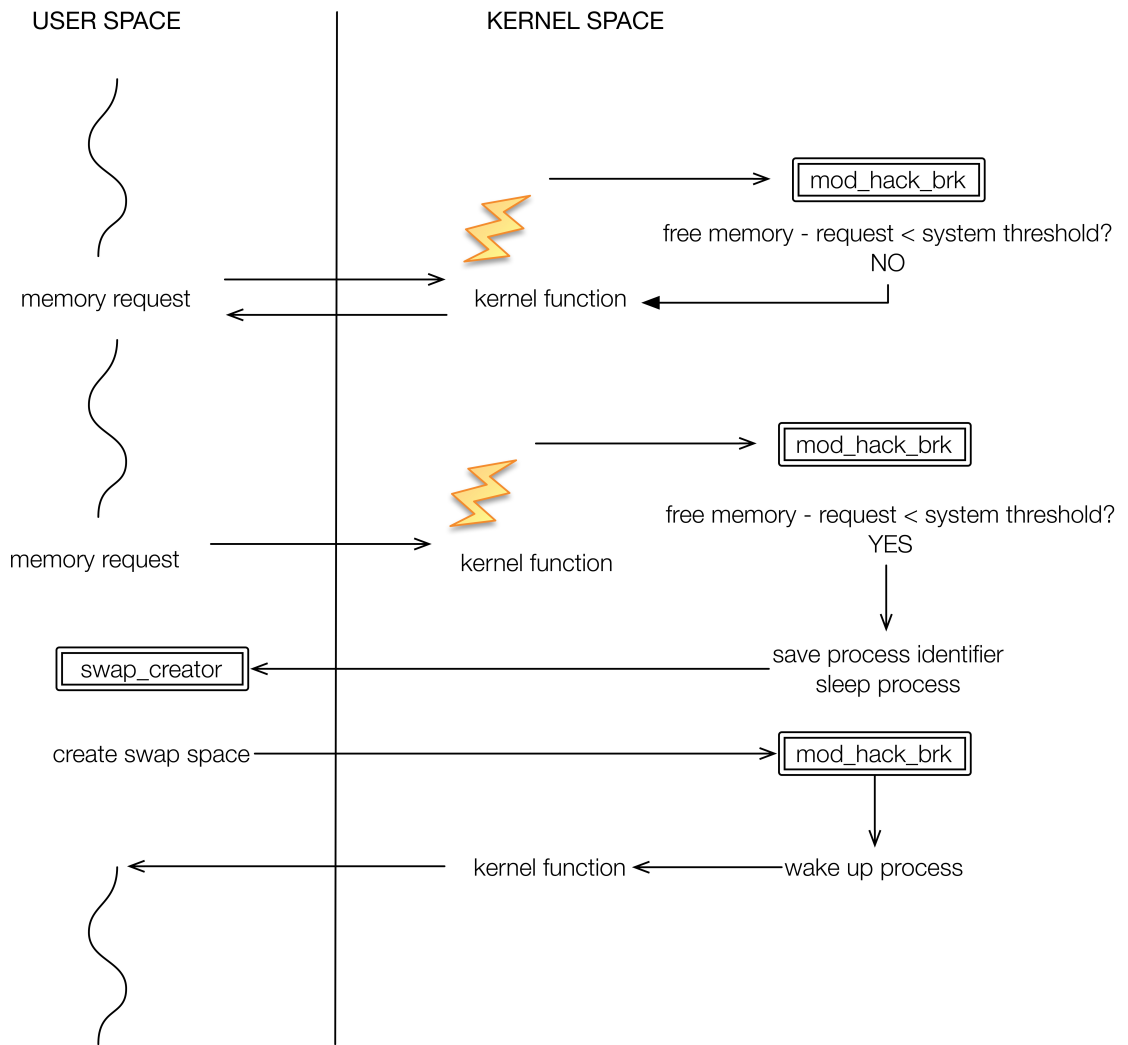 USER SPACE
KERNEL SPACE
mod_hack_brk
free memory - request < system threshold?
NO
memory request
kernel function
mod_hack_brk
free memory - request < system threshold?
YES
memory request
kernel function
save process identifier
sleep process
swap_creator
create swap space
mod_hack_brk
kernel function
wake up process